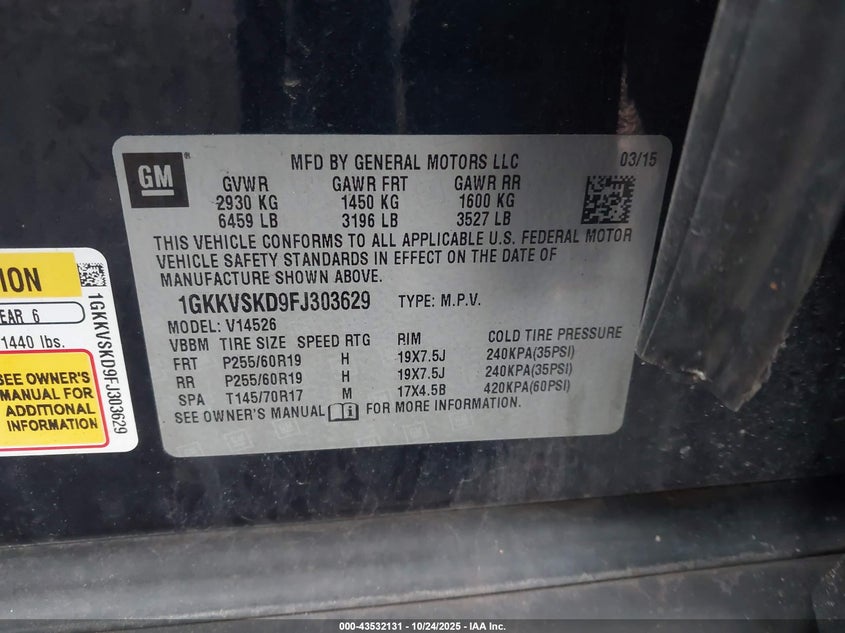 GM
MFD BY GENERAL MOTORS LLC 03/15
GVWR GAWR FRT GAWR RR
2930 KG 1450 KG 1600 KG
6459 LB 3196 LB 3527 LB
THIS VEHICLE CONFORMS TO ALL APPLICABLE U.S. FEDERAL MOTOR
VEHICLE SAFETY STANDARDS IN EFFECT ON THE DATE OF
MANUFACTURE SHOWN ABOVE.
1GKKVSKD9FJ303629 TYPE: M.P.V.
MODEL: V14526
VBBM TIRE SIZE SPEED RTG RIM COLD TIRE PRESSURE
FRT P255/60R19 H 19X7.5J 240KPA(35PSI)
RR P255/60R19 H 19X7.5J 240KPA(35PSI)
SPA T145/70R17 M 17X4.5B 420KPA(60PSI)
SEE OWNER'S MANUAL FOR MORE INFORMATION.
ION
EAR 6
1440 lbs.
SEE OWNER'S
MANUAL FOR
ADDITIONAL
INFORMATION
1GKKVSKD9FJ303629
000-43532131 - 10/24/2025 - IAA Inc.